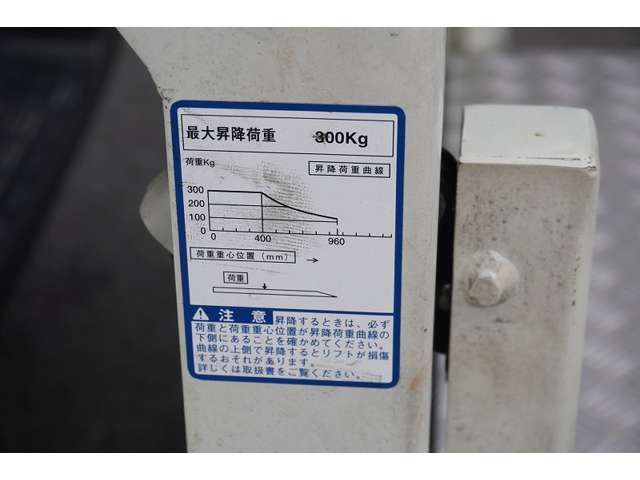 最大昇降荷重 300Kg
荷重Kg
昇降荷重曲線
300
200
100
0
0 400 960
荷重重心位置(mm) →
荷重
注意 昇降するときは、必ず
荷重と荷重重心位置が昇降荷重曲線の
下側にあることを確かめてください。
曲線の上側で昇降するとリフトが損傷
するおそれがあります。
詳しくは取扱書をご覧ください。